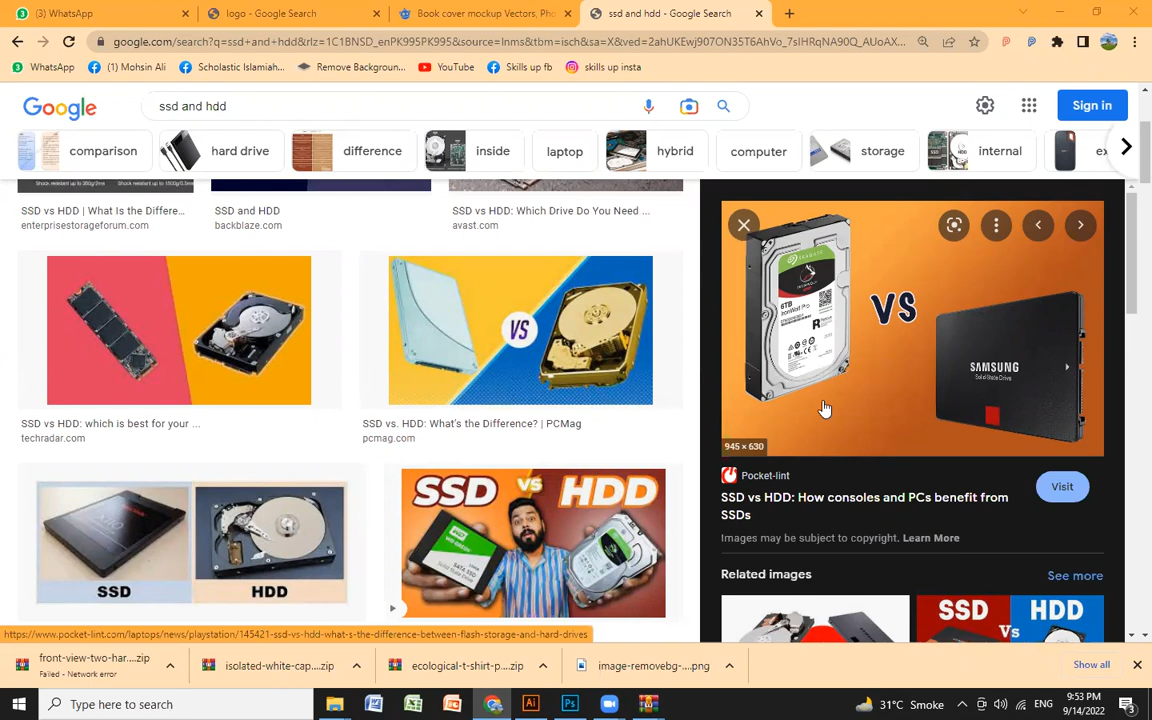 (3) WhatsApp
logo - Google Search
Book cover mockup Vectors, Pho
ssd and hdd - Google Search
google.com/search?q=ssd+and+hdd&rlz=1C1BNSD_enPK995PK995&source=lnms&tbm=isch&sa=X&ved=2ahUKEwj907ON35T6AhVo_7sIHRqNA90Q_AUoAX...
WhatsApp
(1) Mohsin Ali
Scholastic Islamiah...
Remove Backgroun...
YouTube
Skills up fb
skills up insta
Google
ssd and hdd
Sign in
comparison
hard drive
difference
inside
laptop
hybrid
computer
storage
internal
ex
SSD vs HDD | What Is the Differe...
enterprisestorageforum.com
SSD and HDD
backblaze.com
SSD vs HDD: Which Drive Do You Need ...
avast.com
VS
SSD vs HDD: which is best for your ...
techradar.com
SSD vs. HDD: What's the Difference? | PCMag
pcmag.com
SSD
HDD
SSD VS HDD
SEAGATE
6TB
IronWolf Pro
VS
SAMSUNG
Solid State Drive
945 × 630
Pocket-lint
SSD vs HDD: How consoles and PCs benefit from
SSDs
Visit
Images may be subject to copyright. Learn More
Related images
See more
SSD Vs HDD
https://www.pocket-lint.com/laptops/news/playstation/145421-ssd-vs-hdd-what-s-the-difference-between-flash-storage-and-hard-drives
front-view-two-har....zip
Failed - Network error
isolated-white-cap....zip
ecological-t-shirt-p....zip
image-removebg-....png
Show all
Type here to search
31°C Smoke
ENG
9:53 PM
9/14/2022
3